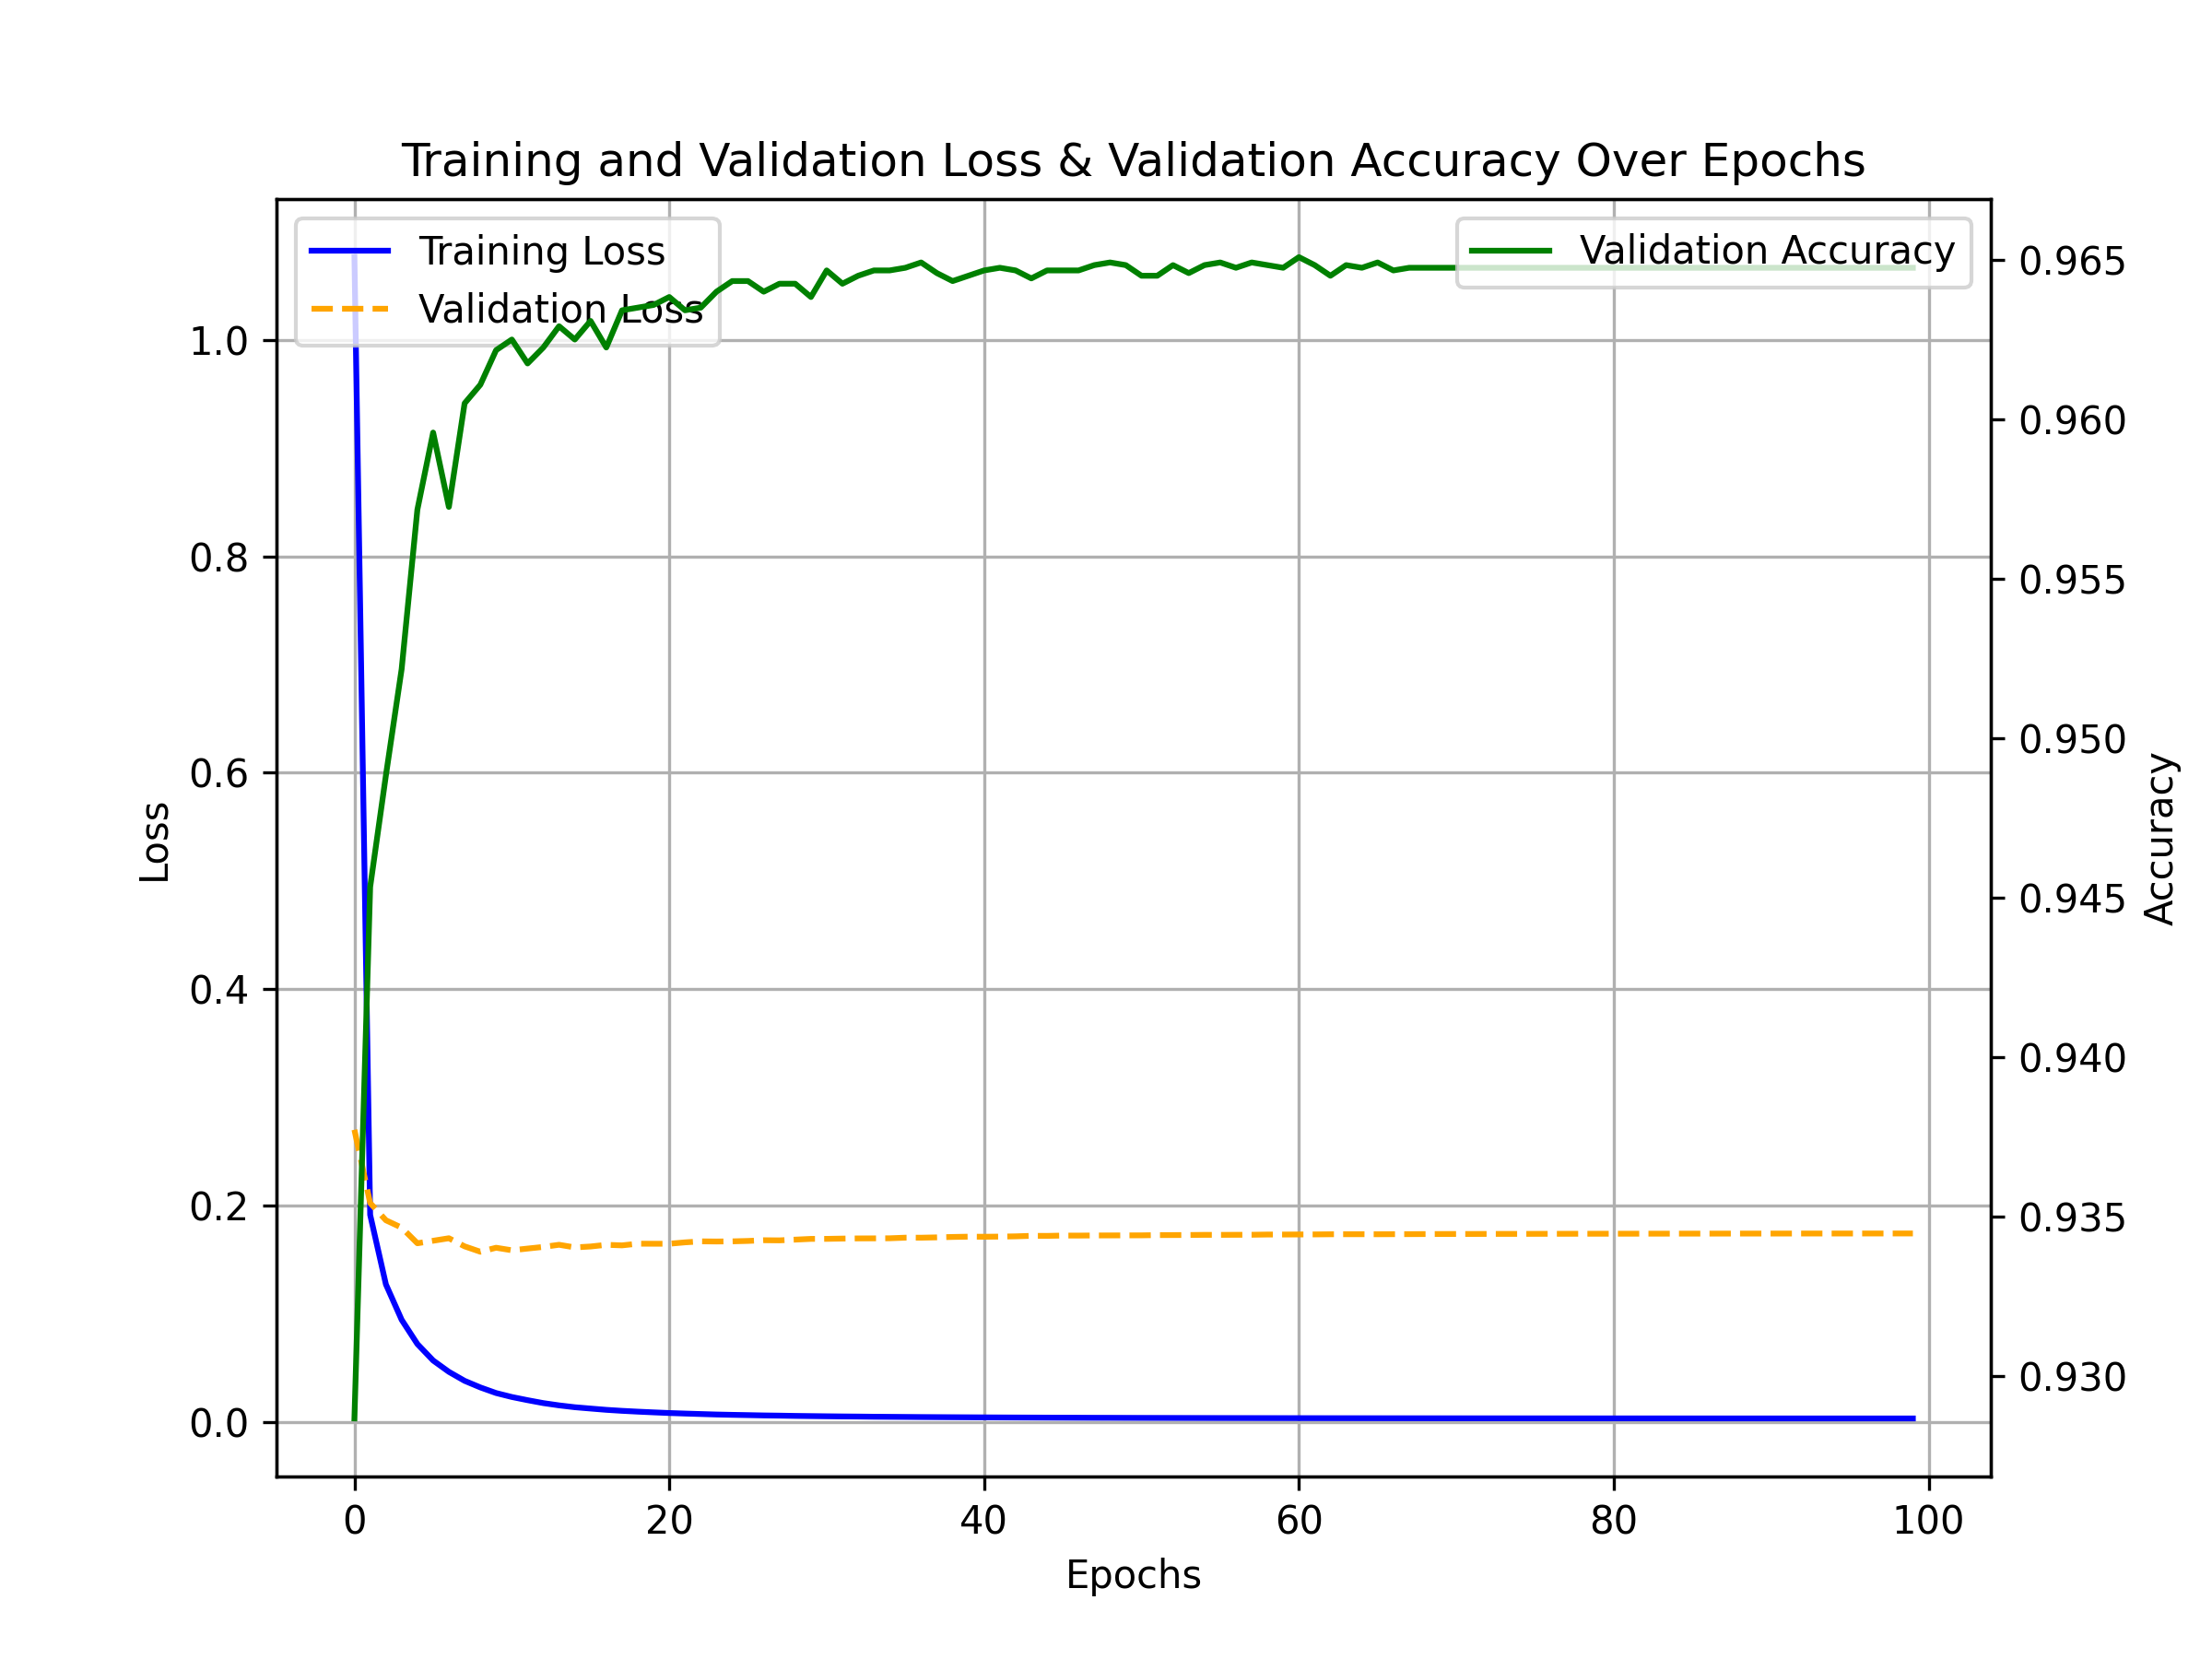 Training and Validation Loss & Validation Accuracy Over Epochs
Training Loss
Validation Loss
Validation Accuracy
1.0
0.8
0.6
0.4
0.2
0.0
Loss
0.965
0.960
0.955
0.950
0.945
0.940
0.935
0.930
Accuracy
0 20 40 60 80 100
Epochs